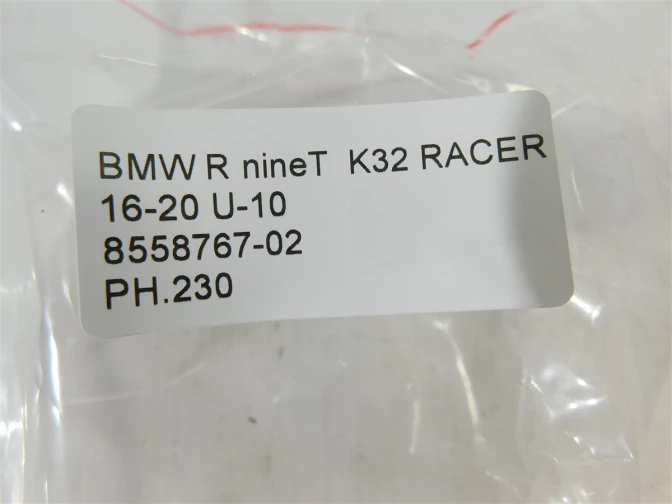 BMW R nineT K32 RACER
16-20 U-10
8558767-02
PH.230